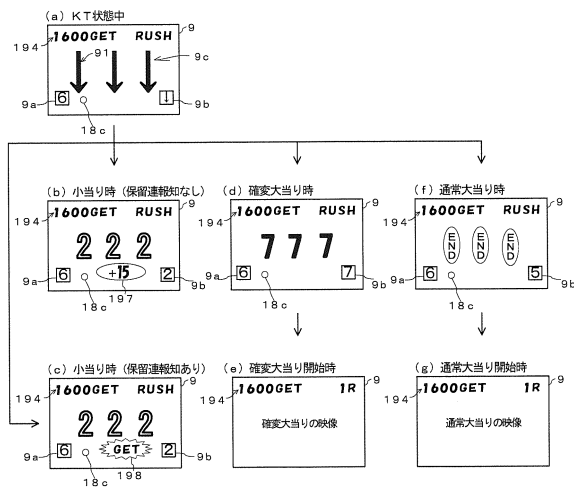 (a) KT状態中
9
194
1600GET RUSH
91
9c
9a
6
↓
9b
18c
(b) 小当り時(保留連報知なし)
9
194
1600GET RUSH
2 2 2
9a
6
+15
2
9b
18c
197
(d) 確変大当り時
9
194
1600GET RUSH
7 7 7
9a
6
7
9b
18c
(f) 通常大当り時
9
194
1600GET RUSH
END END END
9a
6
5
9b
18c
(c) 小当り時(保留連報知あり)
9
194
1600GET RUSH
2 2 2
9a
6
GET
2
9b
18c
198
(e) 確変大当り開始時
9
194
1600GET 1R
確変大当りの映像
(g) 通常大当り開始時
9
194
1600GET 1R
通常大当りの映像